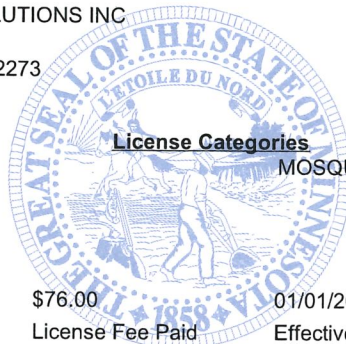 LUTIONS INC
2273
THE GREAT SEAL OF THE STATE OF MINNESOTA
L'ETOILE DU NORD
License Categories
MOSQU
$76.00
01/01/2
License Fee Paid
Effective
1858